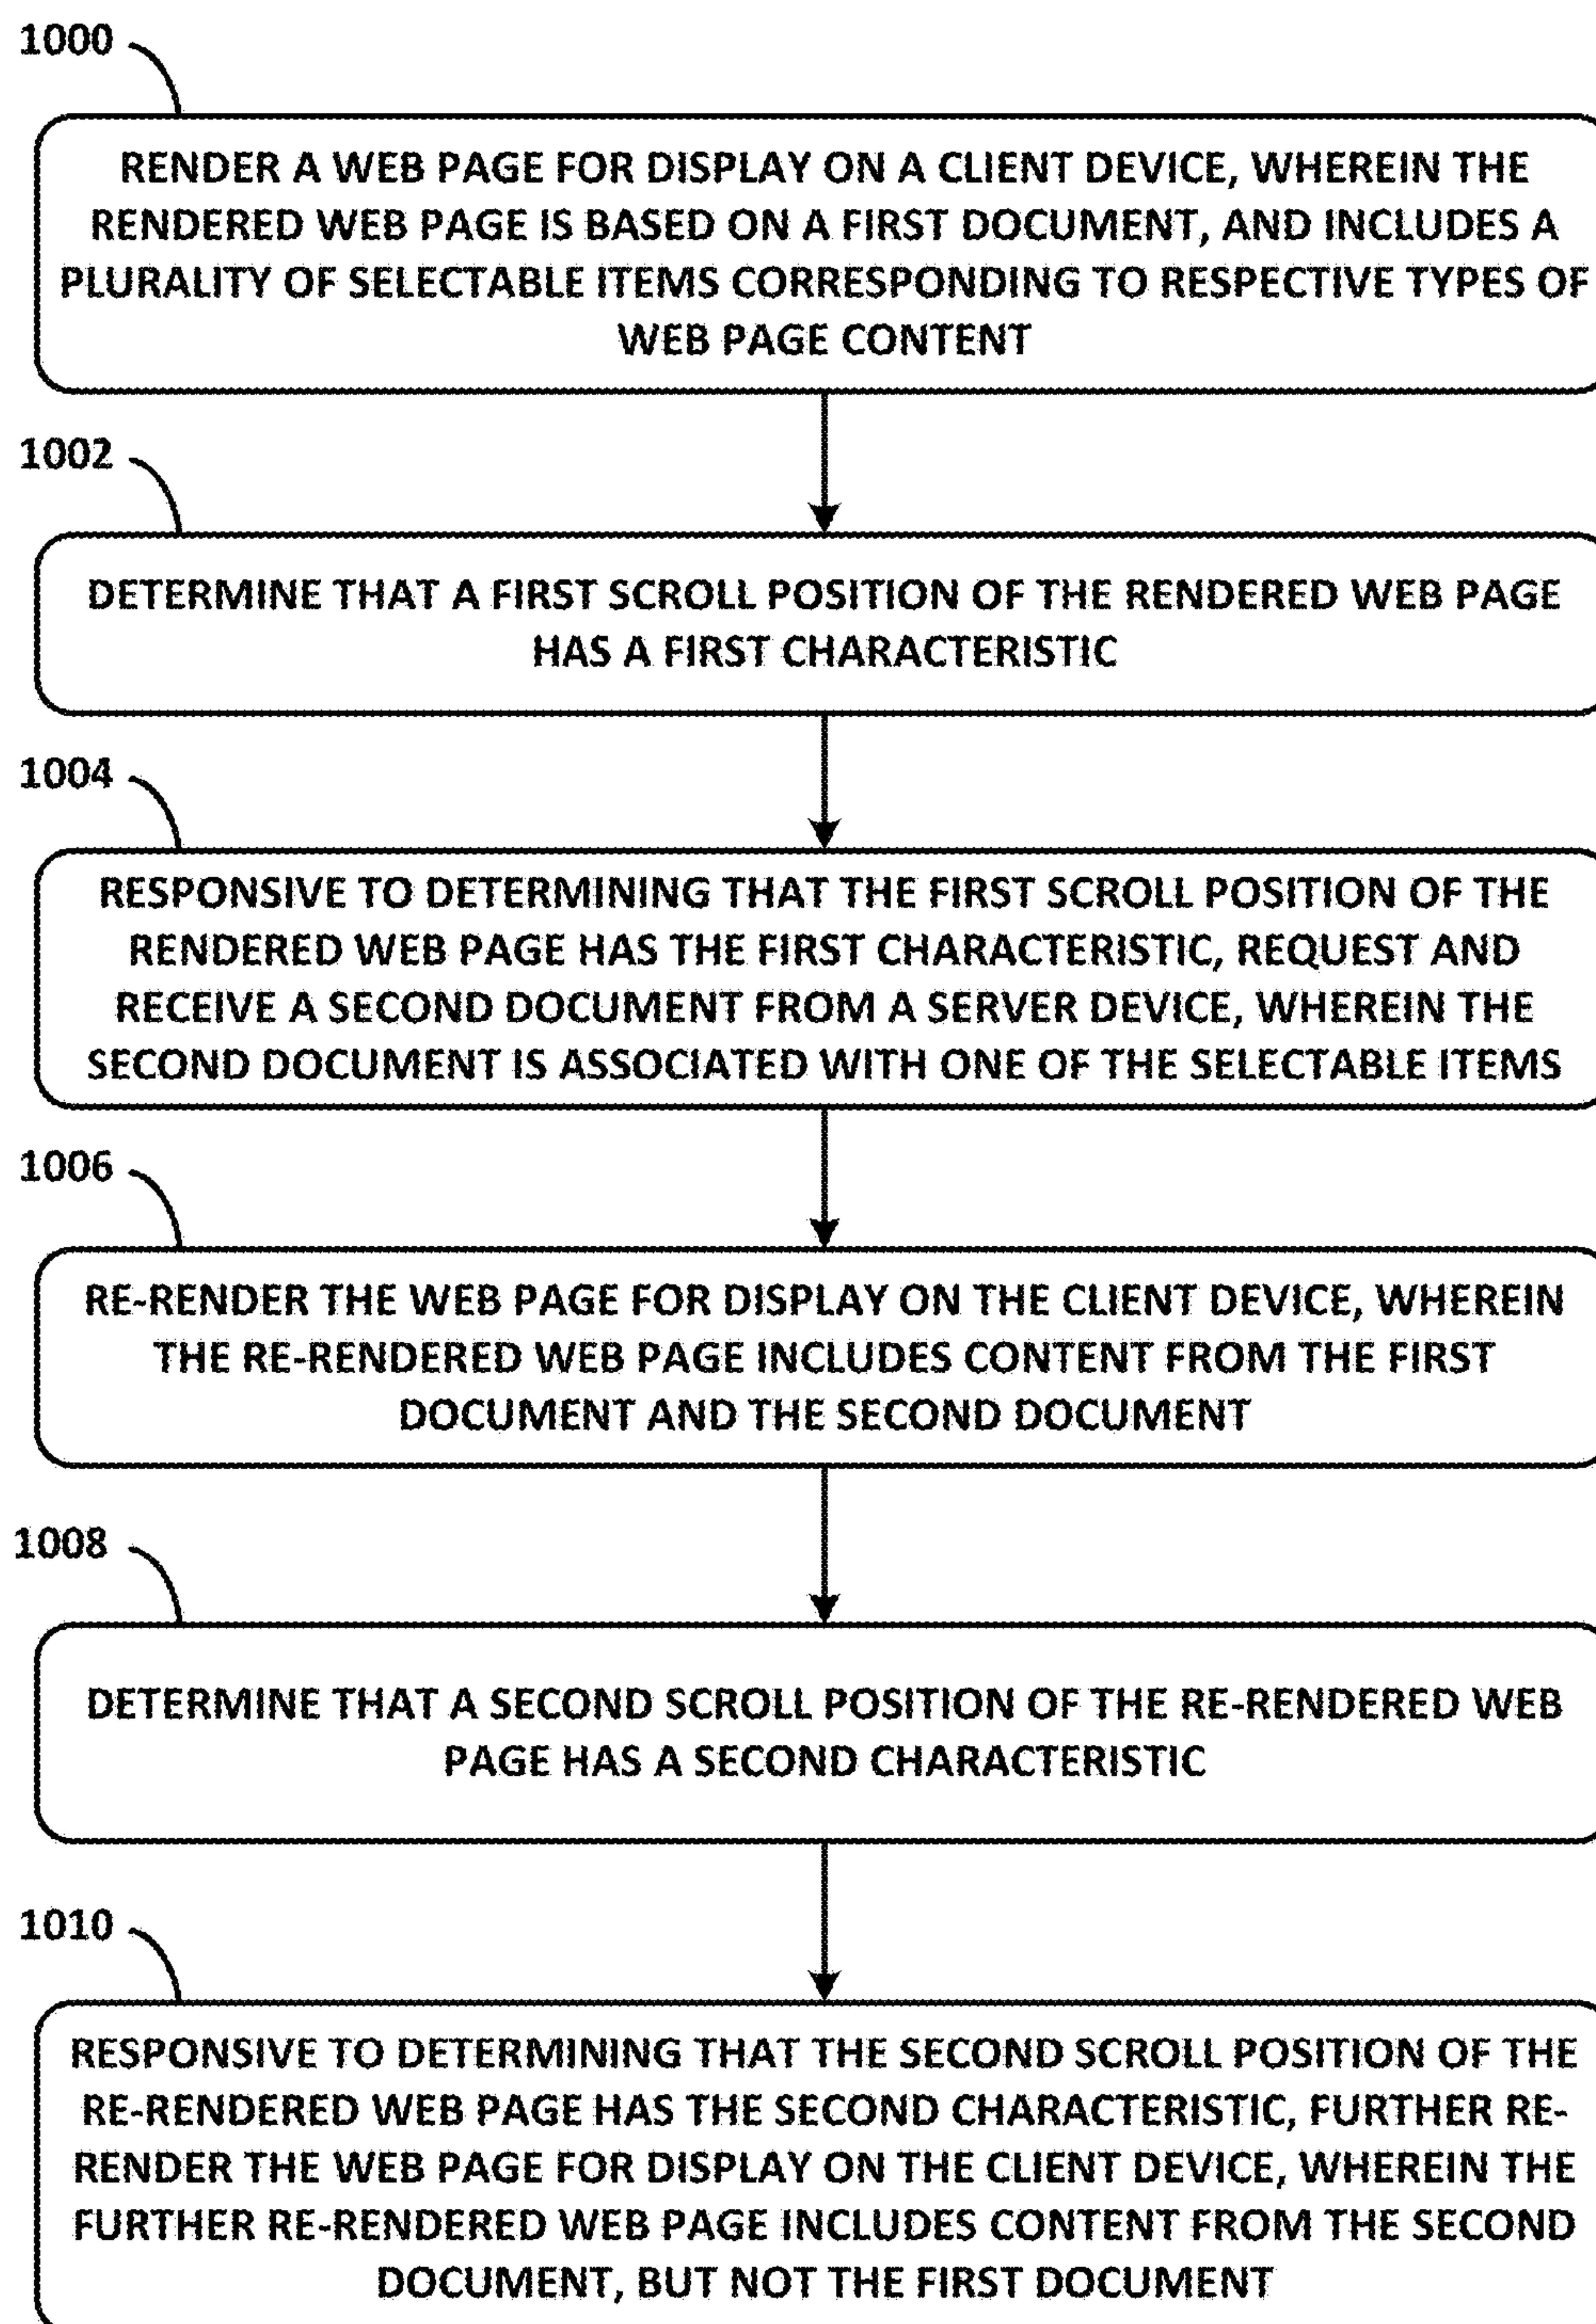 1000
RENDER A WEB PAGE FOR DISPLAY ON A CLIENT DEVICE, WHEREIN THE
RENDERED WEB PAGE IS BASED ON A FIRST DOCUMENT, AND INCLUDES A
PLURALITY OF SELECTABLE ITEMS CORRESPONDING TO RESPECTIVE TYPES OF
WEB PAGE CONTENT
1002
DETERMINE THAT A FIRST SCROLL POSITION OF THE RENDERED WEB PAGE
HAS A FIRST CHARACTERISTIC
1004
RESPONSIVE TO DETERMINING THAT THE FIRST SCROLL POSITION OF THE
RENDERED WEB PAGE HAS THE FIRST CHARACTERISTIC, REQUEST AND
RECEIVE A SECOND DOCUMENT FROM A SERVER DEVICE, WHEREIN THE
SECOND DOCUMENT IS ASSOCIATED WITH ONE OF THE SELECTABLE ITEMS
1006
RE-RENDER THE WEB PAGE FOR DISPLAY ON THE CLIENT DEVICE, WHEREIN
THE RE-RENDERED WEB PAGE INCLUDES CONTENT FROM THE FIRST
DOCUMENT AND THE SECOND DOCUMENT
1008
DETERMINE THAT A SECOND SCROLL POSITION OF THE RE-RENDERED WEB
PAGE HAS A SECOND CHARACTERISTIC
1010
RESPONSIVE TO DETERMINING THAT THE SECOND SCROLL POSITION OF THE
RE-RENDERED WEB PAGE HAS THE SECOND CHARACTERISTIC, FURTHER RE-
RENDER THE WEB PAGE FOR DISPLAY ON THE CLIENT DEVICE, WHEREIN THE
FURTHER RE-RENDERED WEB PAGE INCLUDES CONTENT FROM THE SECOND
DOCUMENT, BUT NOT THE FIRST DOCUMENT